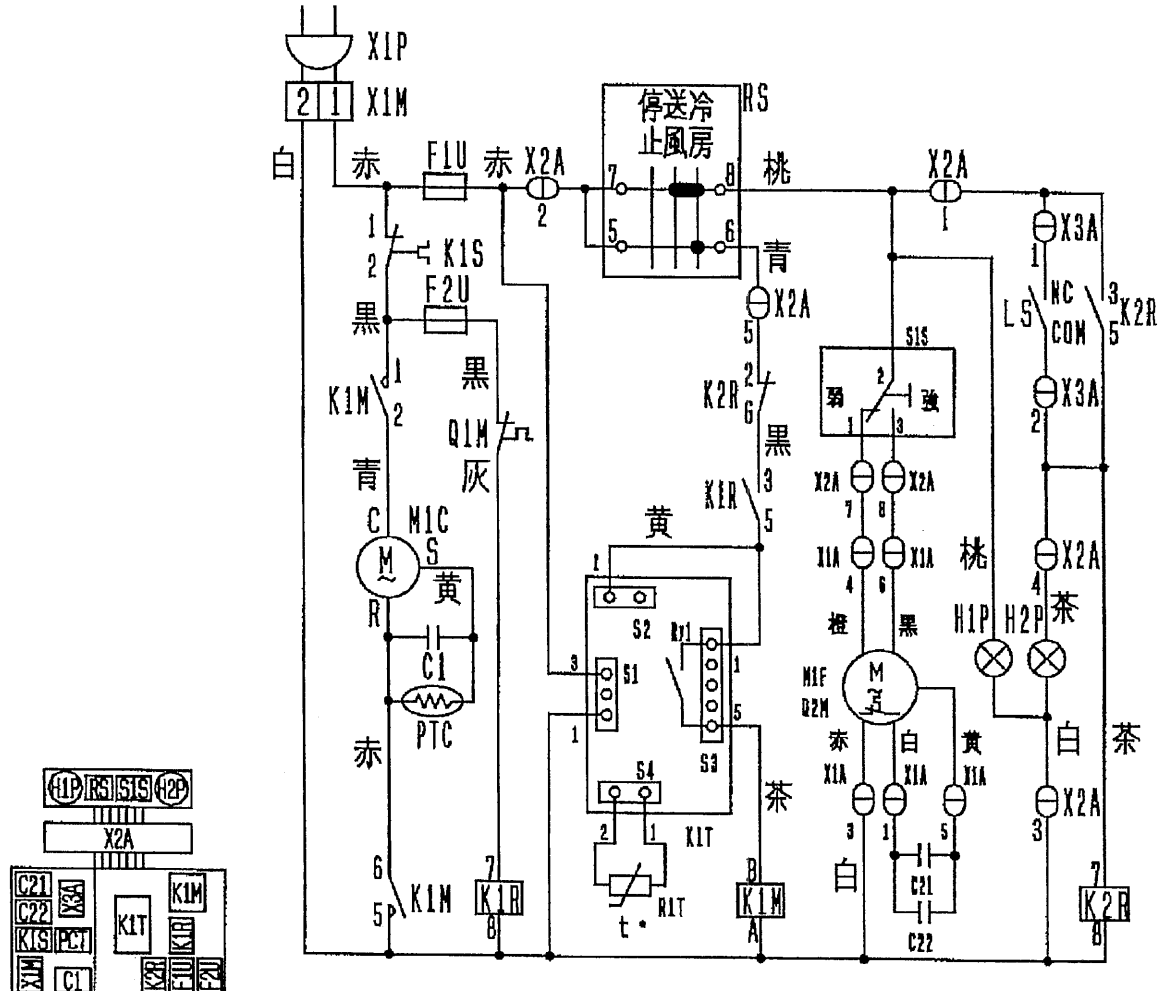 X1P
2 1 X1M
白
赤
F1U
赤
X2A
2
停送冷
止風房
RS
7 8
5 6
桃
X2A
1
青
X2A
5
X3A
1
1
2
K1S
F2U
黒
LS
NC
COM
3
5
K2R
S1S
2
弱
強
1 3
K1M
1
2
黒
Q1M
灰
K2R
2
6
黒
X3A
2
青
X2A
7
X2A
8
K1R
3
5
C
M1C
M
~
S
黄
R
黄
X1A
4
X1A
6
桃
X2A
4
茶
橙
黒
H1P H2P
C1
PTC
赤
S2
3
S1
1
Ry1
1
5
S3
S4
2 1
K1T
R1T
t°
M
~
M1F
Q2M
赤
白
黄
X1A
3
X1A
1
X1A
5
白
茶
X2A
3
茶
白
C21
C22
6
5
K1M
7
K1R
8
B
K1M
A
7
K2R
8
H1P RS S1S H2P
X2A
C21
C22
X3A
K1S PCT
X1M
C1
K1T
K1M
K1R
K2R
F1U
F2U